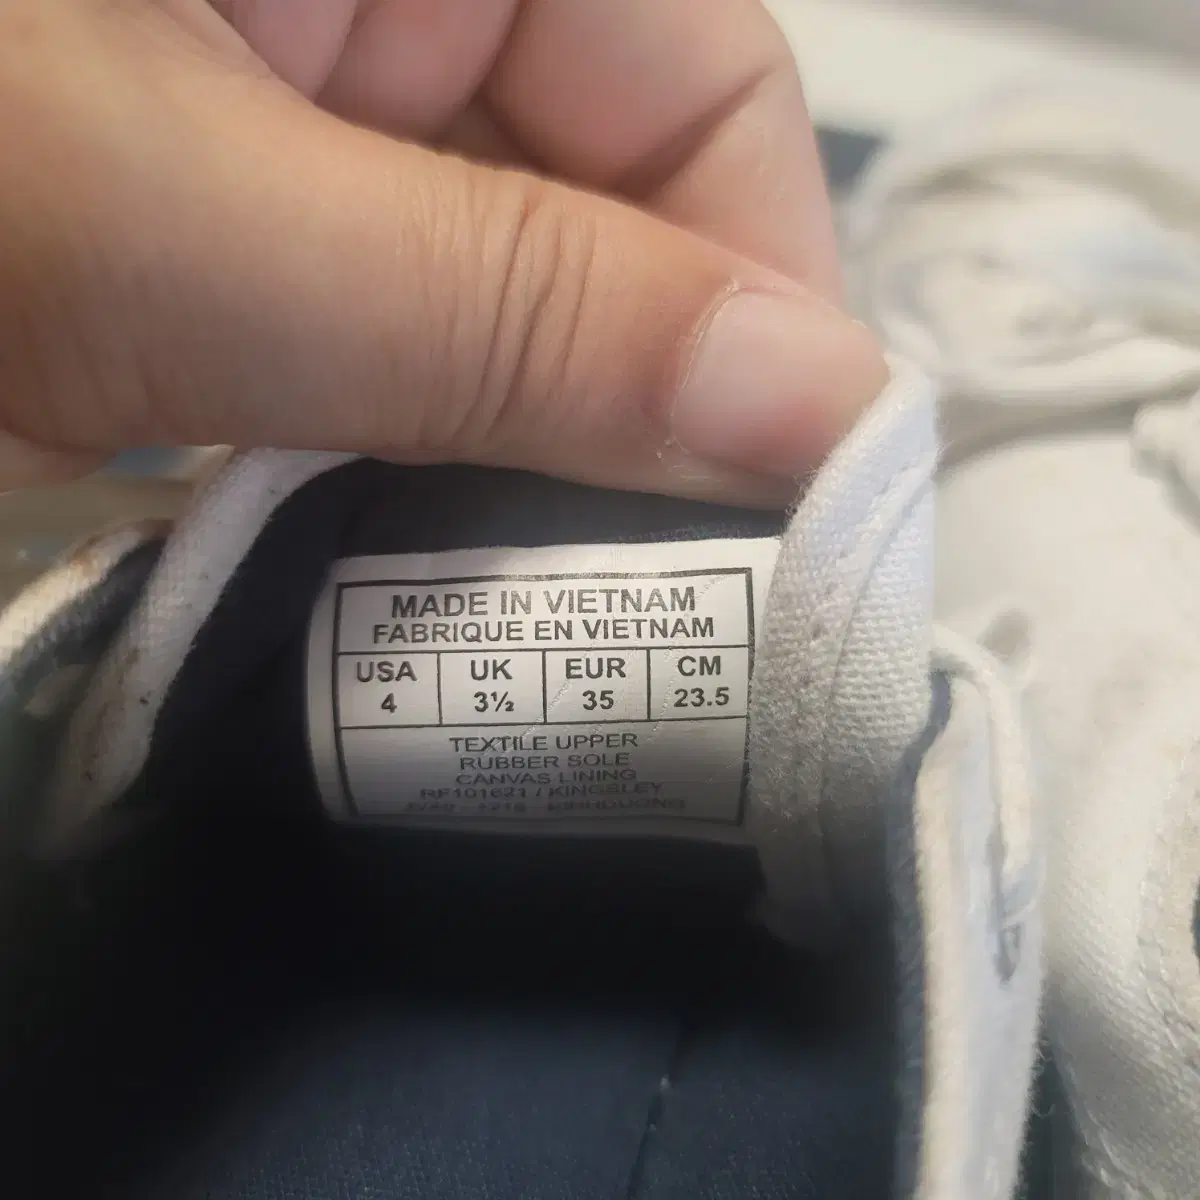 MADE IN VIETNAM
FABRIQUE EN VIETNAM
USA UK EUR CM
4 3½ 35 23.5
TEXTILE UPPER
RUBBER SOLE
CANVAS LINING
RF101621 / KINGSLEY